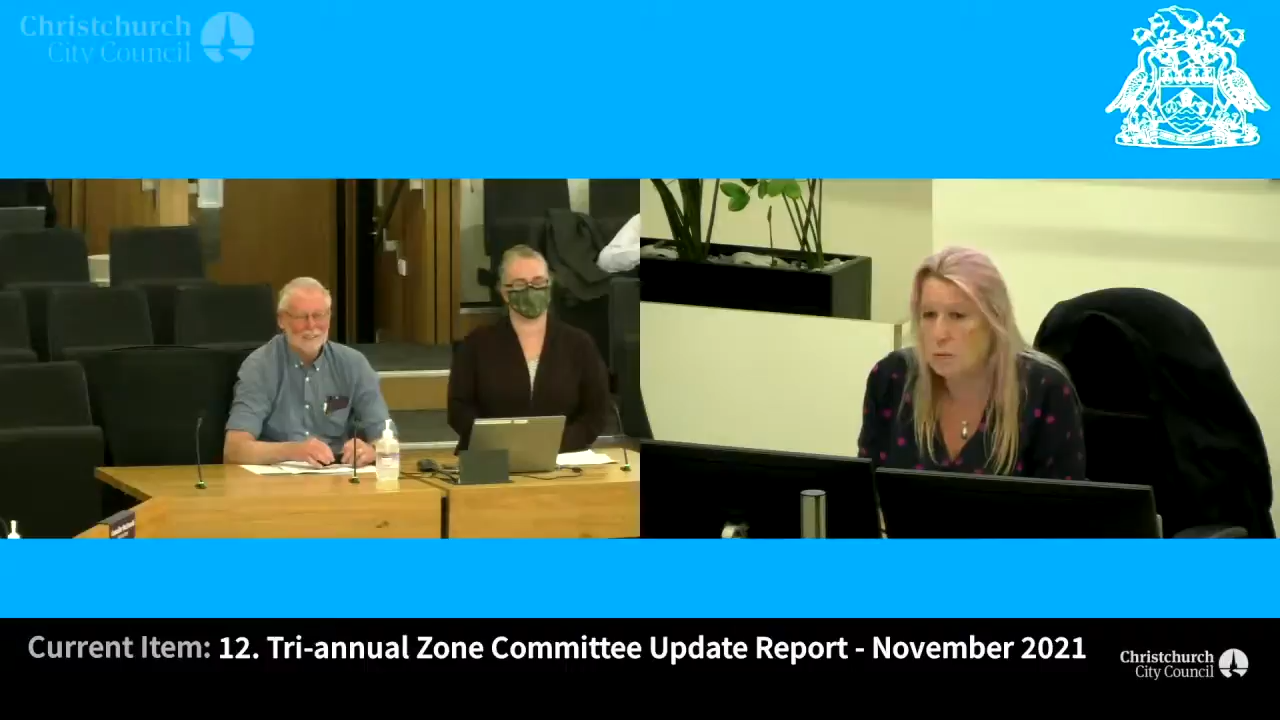 Christchurch
City Council
Current Item: 12. Tri-annual Zone Committee Update Report - November 2021
Christchurch
City Council